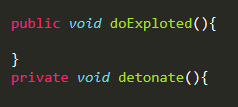 public void doExploted(){
}
private void detonate(){